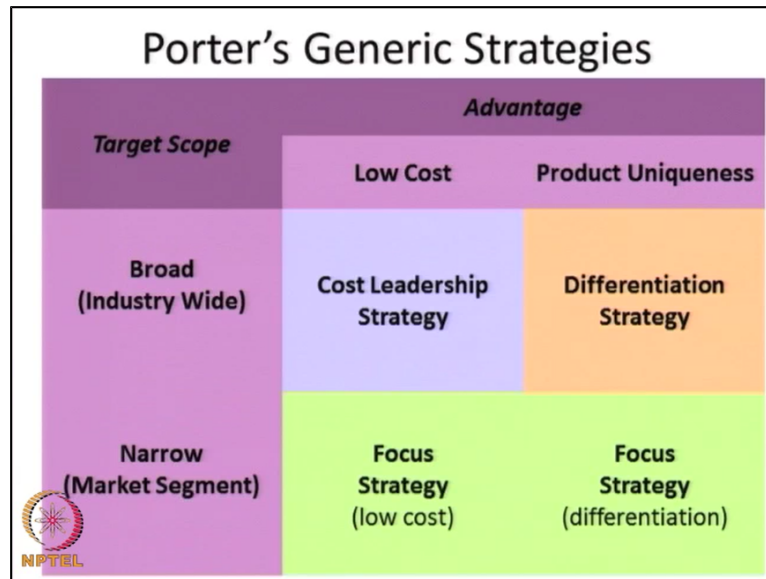 Porter's Generic Strategies
Target Scope
Advantage
Low Cost
Product Uniqueness
Broad
(Industry Wide)
Cost Leadership
Strategy
Differentiation
Strategy
Narrow
(Market Segment)
Focus
Strategy
(low cost)
Focus
Strategy
(differentiation)
NPTEL